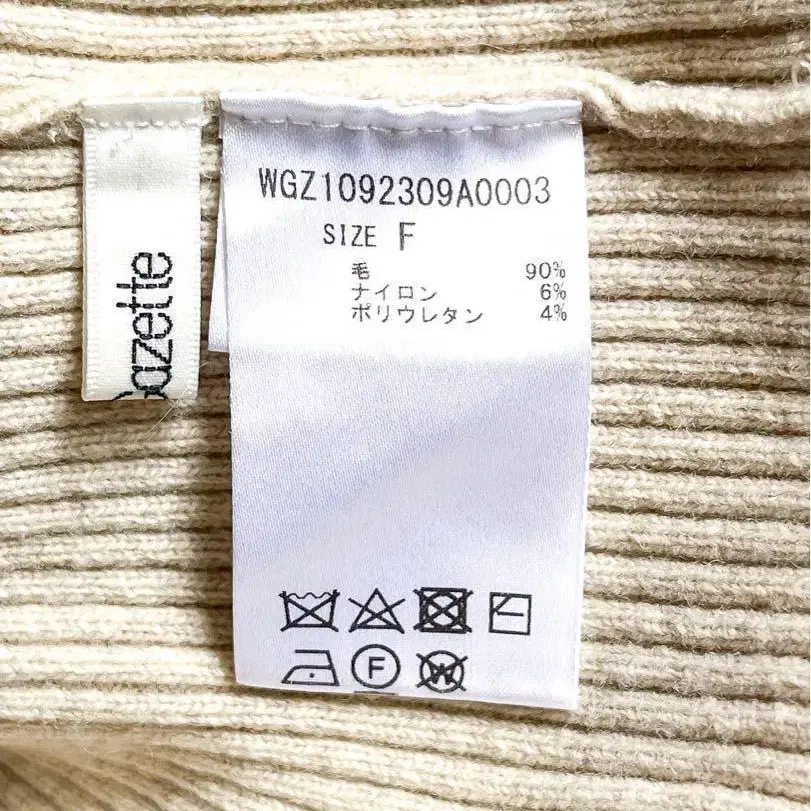 azette
WGZ1092309A0003
SIZE F
毛 90%
ナイロン 6%
ポリウレタン 4%
F
W